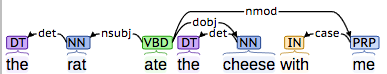 nmod
dobj
det nsubj det case
DT NN VBD DT NN IN PRP
the rat ate the cheese with me